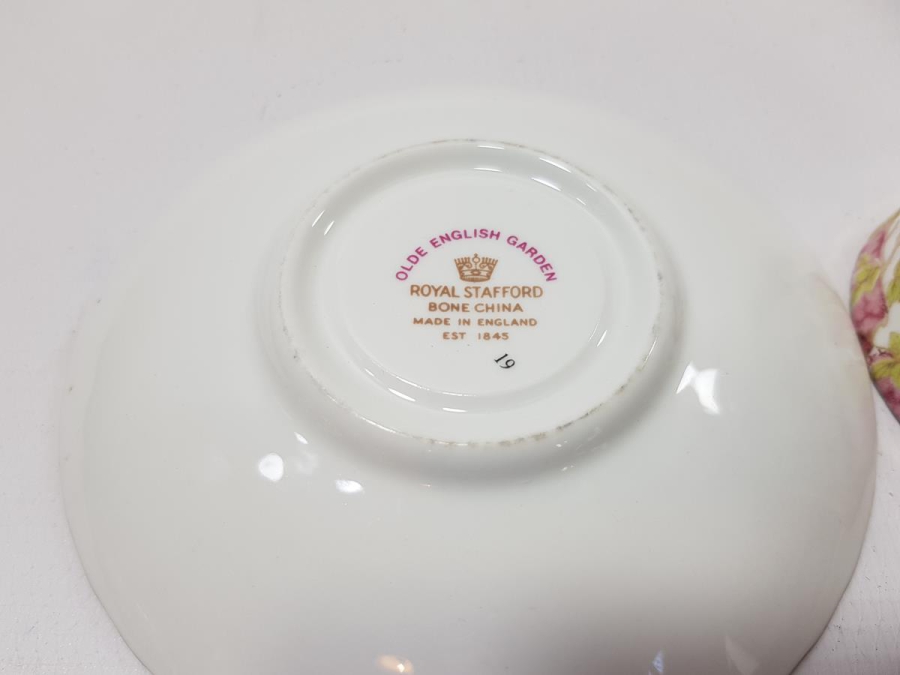 OLDE ENGLISH GARDEN
ROYAL STAFFORD
BONE CHINA
MADE IN ENGLAND
EST 1845
19